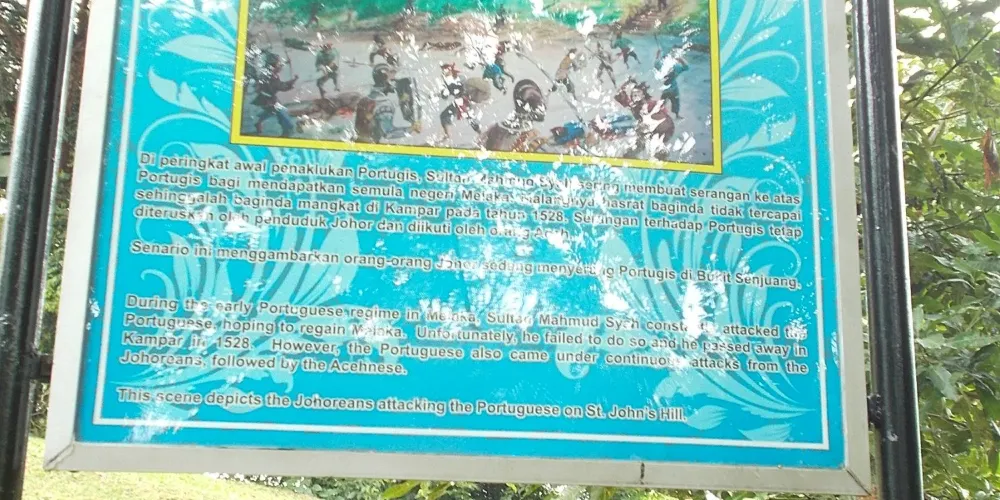 Di peringkat awal penaklukan Portugis, Sultan Mahmud Syah sering membuat serangan ke atas
Portugis bagi mendapatkan semula negeri Melaka. Malangnya hasrat baginda tidak tercapai
sehinggalah baginda mangkat di Kampar pada tahun 1528. Serangan terhadap Portugis tetap
diteruskan oleh penduduk Johor dan diikuti oleh orang Aceh.
Senario ini menggambarkan orang-orang Johor sedang menyerang Portugis di Bukit Senjuang.
During the early Portuguese regime in Melaka, Sultan Mahmud Syah constantly attacked the
Portuguese, hoping to regain Melaka. Unfortunately, he failed to do so and he passed away in
Kampar in 1528. However, the Portuguese also came under continuous attacks from the
Johoreans, followed by the Acehnese.
This scene depicts the Johoreans attacking the Portuguese on St. John's Hill.